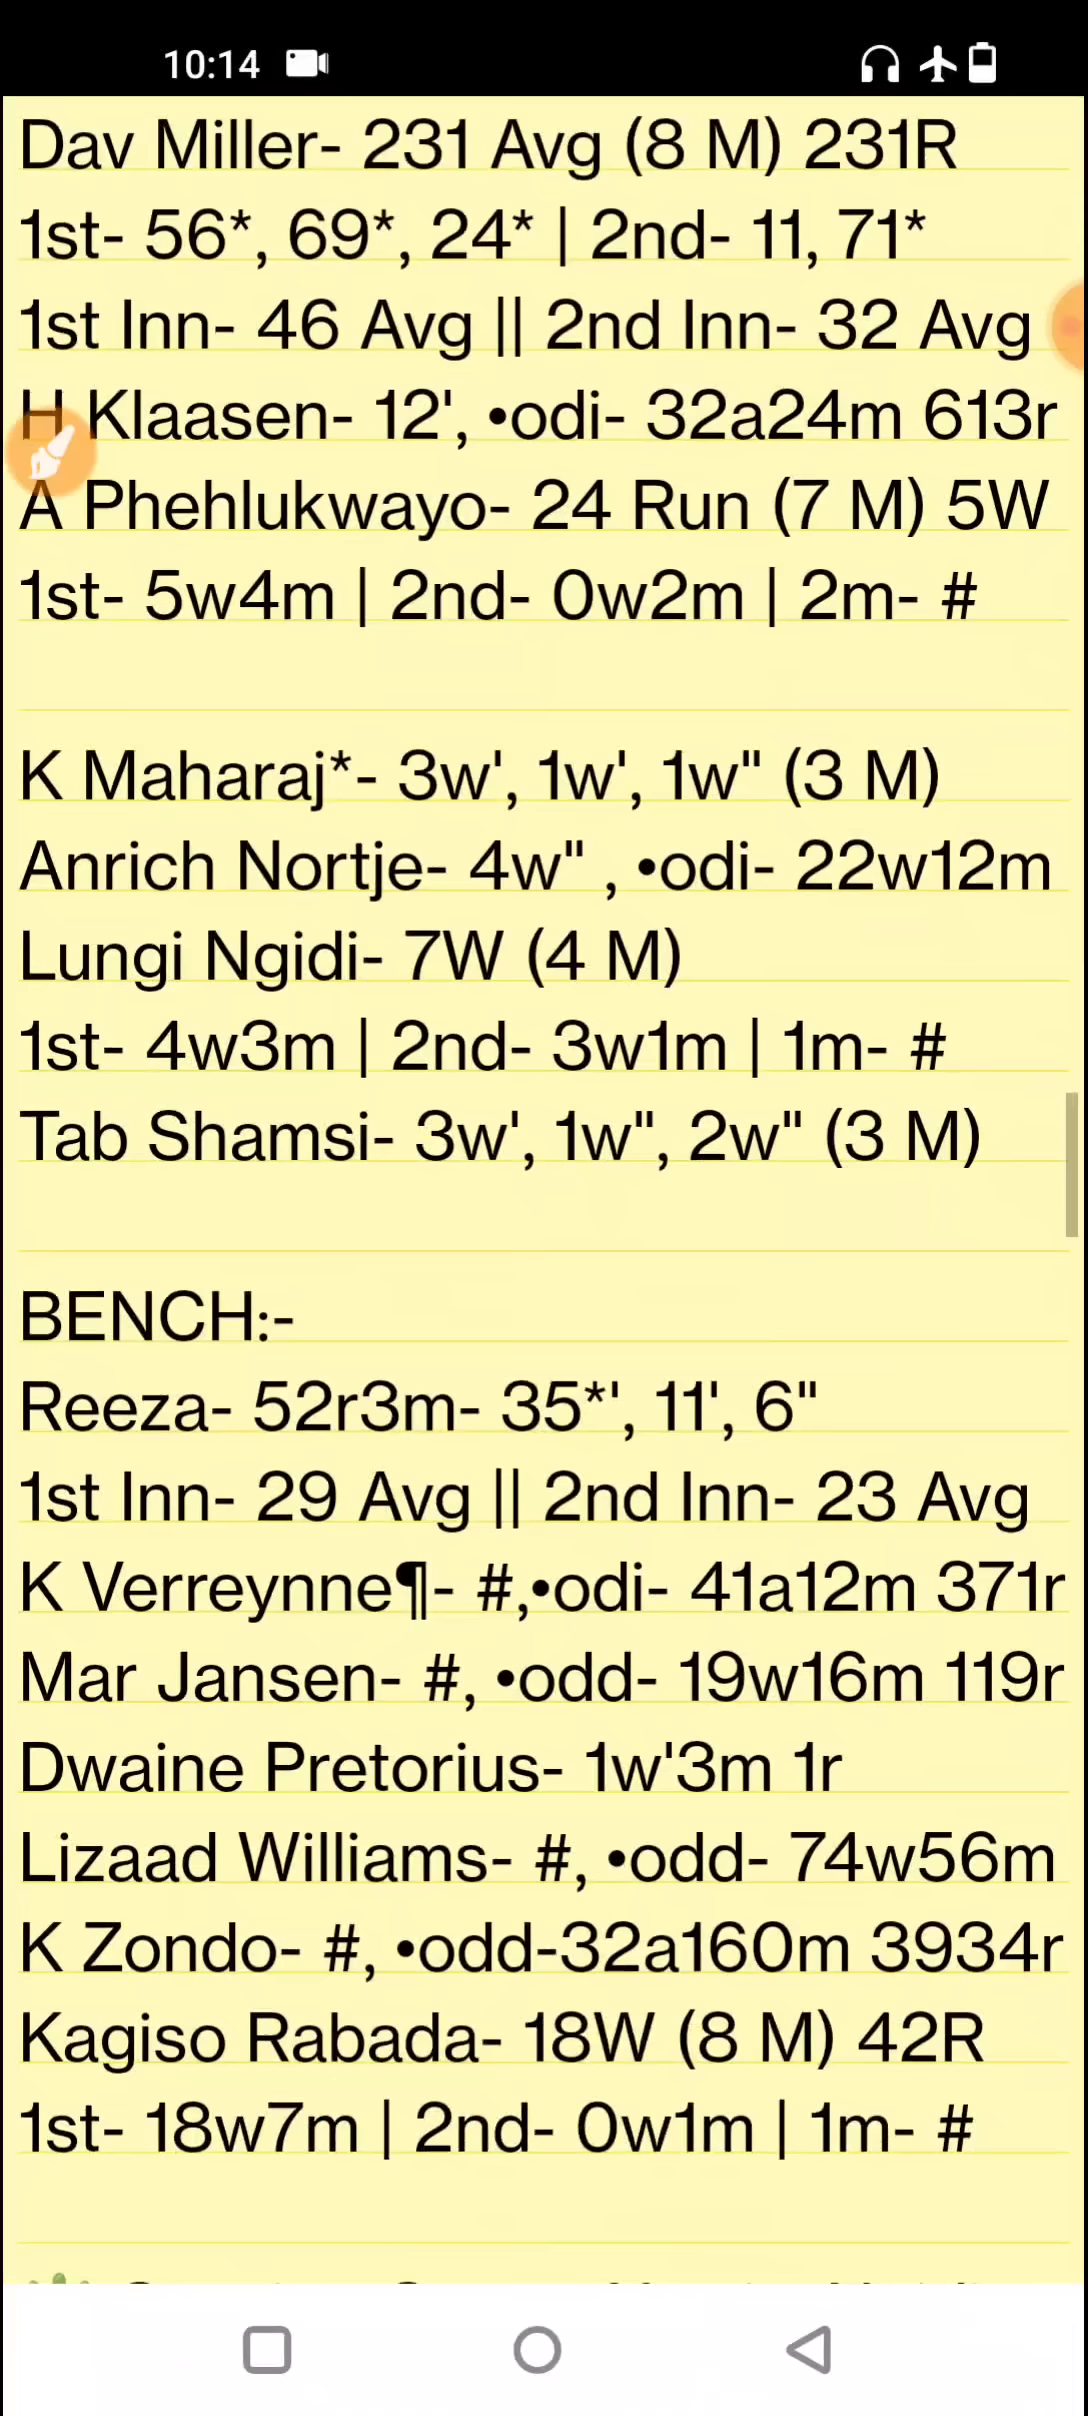 10:14
Dav Miller- 231 Avg (8 M) 231R
1st- 56*, 69*, 24* | 2nd- 11, 71*
1st Inn- 46 Avg || 2nd Inn- 32 Avg
H Klaasen- 12', •odi- 32a24m 613r
A Phehlukwayo- 24 Run (7 M) 5W
1st- 5w4m | 2nd- 0w2m | 2m- #
K Maharaj*- 3w', 1w', 1w" (3 M)
Anrich Nortje- 4w" , •odi- 22w12m
Lungi Ngidi- 7W (4 M)
1st- 4w3m | 2nd- 3w1m | 1m- #
Tab Shamsi- 3w', 1w", 2w" (3 M)
BENCH:-
Reeza- 52r3m- 35*', 11', 6"
1st Inn- 29 Avg || 2nd Inn- 23 Avg
K Verreynne¶- #,•odi- 41a12m 371r
Mar Jansen- #, •odd- 19w16m 119r
Dwaine Pretorius- 1w'3m 1r
Lizaad Williams- #, •odd- 74w56m
K Zondo- #, •odd-32a160m 3934r
Kagiso Rabada- 18W (8 M) 42R
1st- 18w7m | 2nd- 0w1m | 1m- #